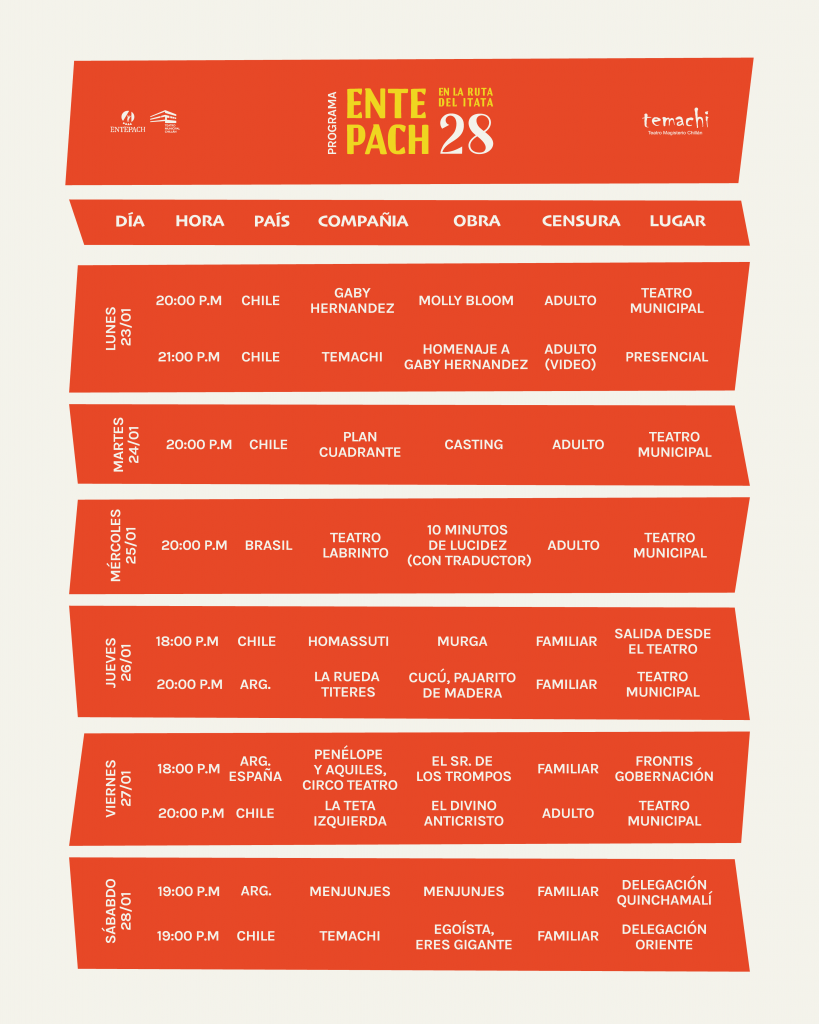 ENTEPACH
PROGRAMA
ENTE
PACH
EN LA RUTA
DEL ITATA
28
temachi
Teatro Magisterio Chillán
DÍA HORA PAÍS COMPAÑIA OBRA CENSURA LUGAR
LUNES
23/01
20:00 P.M CHILE GABY
HERNANDEZ MOLLY BLOOM ADULTO TEATRO
MUNICIPAL
21:00 P.M CHILE TEMACHI HOMENAJE A
GABY HERNANDEZ ADULTO
(VIDEO) PRESENCIAL
MARTES
24/01
20:00 P.M CHILE PLAN
CUADRANTE CASTING ADULTO TEATRO
MUNICIPAL
MÉRCOLES
25/01
20:00 P.M BRASIL TEATRO
LABRINTO 10 MINUTOS
DE LUCIDEZ
(CON TRADUCTOR) ADULTO TEATRO
MUNICIPAL
JUEVES
26/01
18:00 P.M CHILE HOMASSUTI MURGA FAMILIAR SALIDA DESDE
EL TEATRO
20:00 P.M ARG. LA RUEDA
TITERES CUCÚ, PAJARITO
DE MADERA FAMILIAR TEATRO
MUNICIPAL
VIERNES
27/01
18:00 P.M ARG.
ESPAÑA PENÉLOPE
Y AQUILES,
CIRCO TEATRO EL SR. DE
LOS TROMPOS FAMILIAR FRONTIS
GOBERNACIÓN
20:00 P.M CHILE LA TETA
IZQUIERDA EL DIVINO
ANTICRISTO ADULTO TEATRO
MUNICIPAL
SÁBABDO
28/01
19:00 P.M ARG. MENJUNJES MENJUNJES FAMILIAR DELEGACIÓN
QUINCHAMALÍ
19:00 P.M CHILE TEMACHI EGOÍSTA,
ERES GIGANTE FAMILIAR DELEGACIÓN
ORIENTE